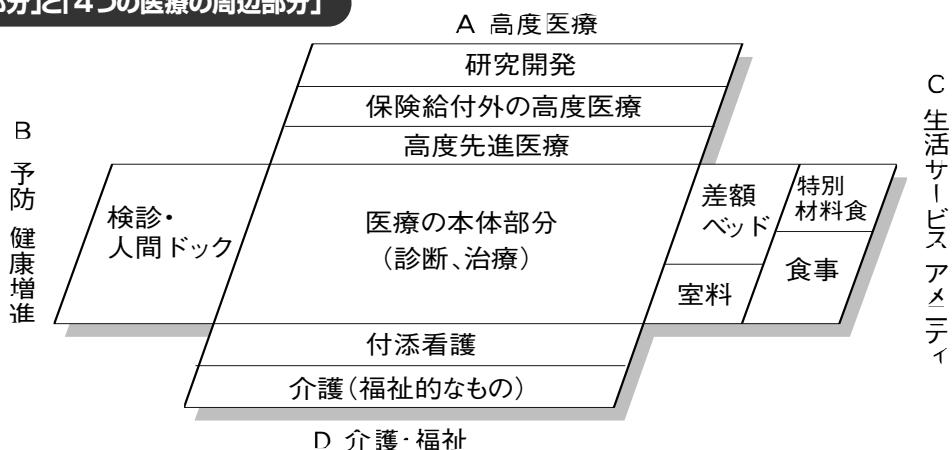 分」と「4つの医療の周辺部分」
A 高度医療
研究開発
保険給付外の高度医療
高度先進医療
B 予防 健康増進
検診・
人間ドック
医療の本体部分
(診断、治療)
差額
ベッド
室料
特別
材料食
食事
C 生活サービス アメニティ
付添看護
介護(福祉的なもの)
D 介護・福祉